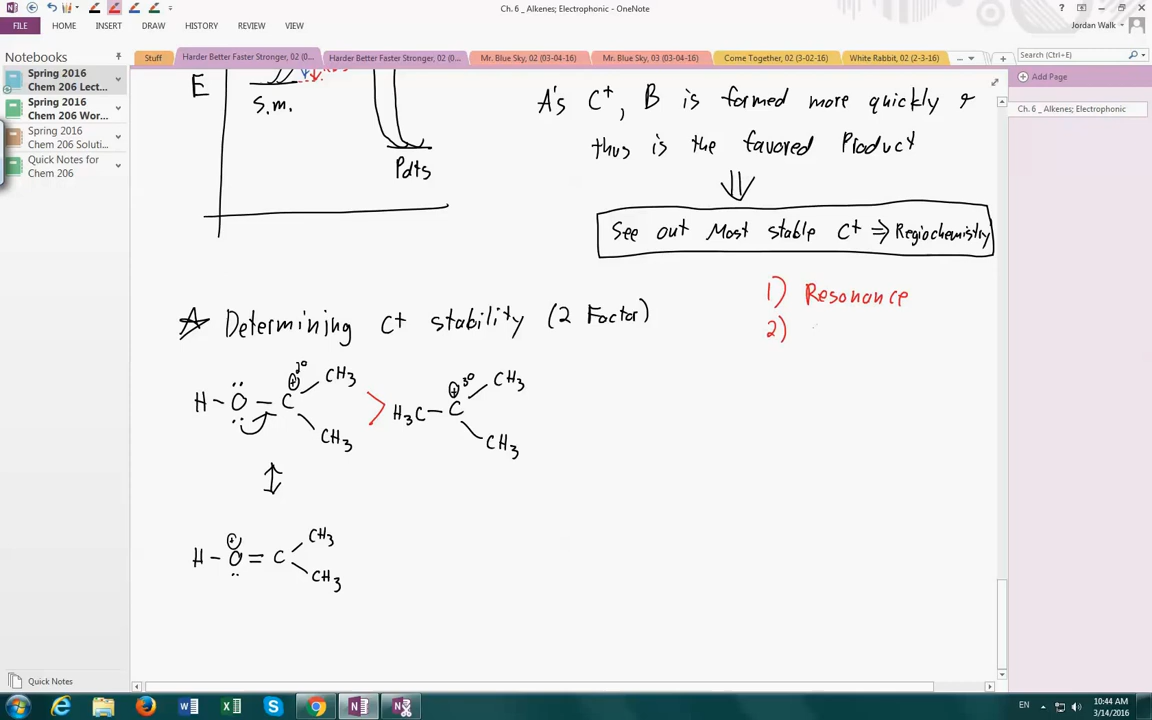 Ch. 6 _ Alkenes; Electrophonic - OneNote
Jordan Walk
FILE HOME INSERT DRAW HISTORY REVIEW VIEW
Notebooks
Stuff
Harder Better Faster Stronger, 02 (0...
Harder Better Faster Stronger, 02 (04-...
Mr. Blue Sky, 02 (03-04-16)
Mr. Blue Sky, 03 (03-04-16)
Come Together, 02 (3-02-16)
White Rabbit, 02 (2-3-16)
Search (Ctrl+E)
Spring 2016
Chem 206 Lect...
Spring 2016
Chem 206 Wor...
Spring 2016
Chem 206 Soluti...
Quick Notes for
Chem 206
Add Page
Ch. 6 _ Alkenes; Electrophonic
E
S.m.
Pdts
A's C+, B is formed more quickly &
thus is the favored Product
See out Most stable C+ ⇒ Regiochemistry
1) Resonance
2)
Determining C+ stability (2 Factor)
H - O - C
+
CH3
CH3
>
H3C - C
+
3°
CH3
CH3
H - O = C
+
CH3
CH3
Quick Notes
EN
10:44 AM
3/14/2016